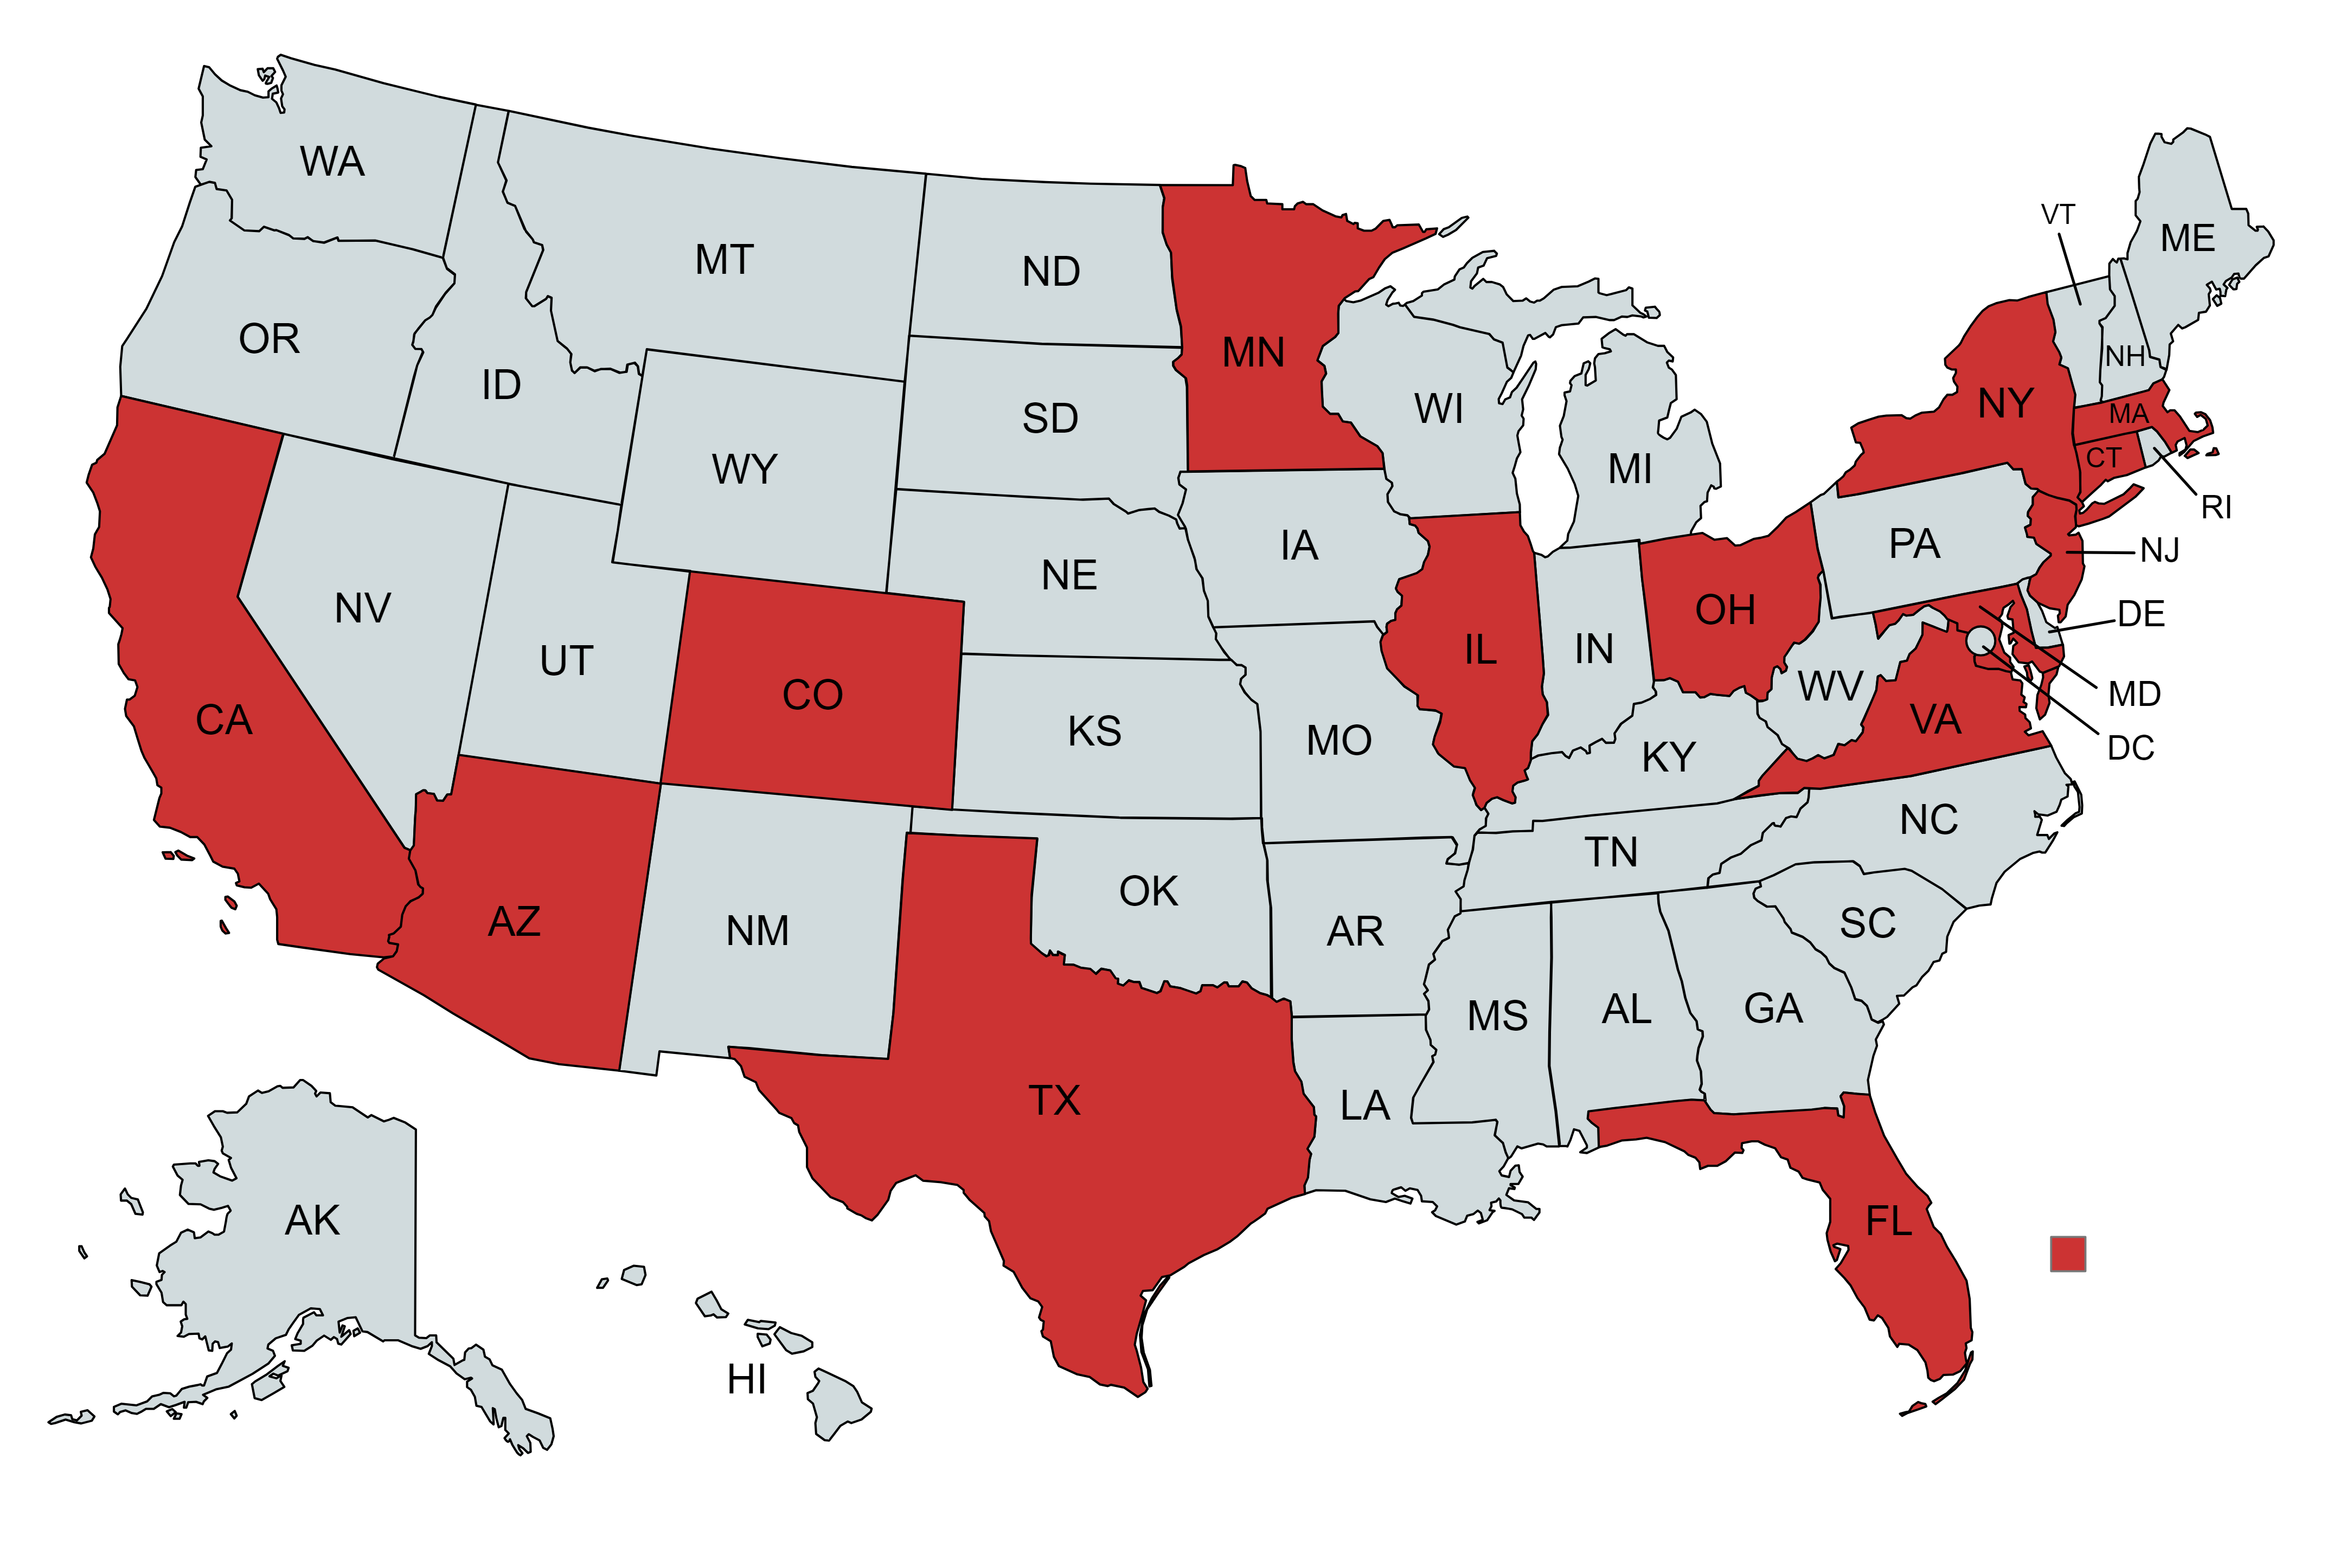 WA
MT
ND
VT
ME
OR
MN
NH
ID
SD
WI
NY
MA
WY
MI
CT
RI
IA
PA
NJ
NE
NV
OH
DE
UT
IL
IN
CO
WV
MD
CA
KS
MO
VA
DC
KY
NC
TN
OK
AZ
NM
AR
SC
MS
AL
GA
TX
LA
AK
FL
HI